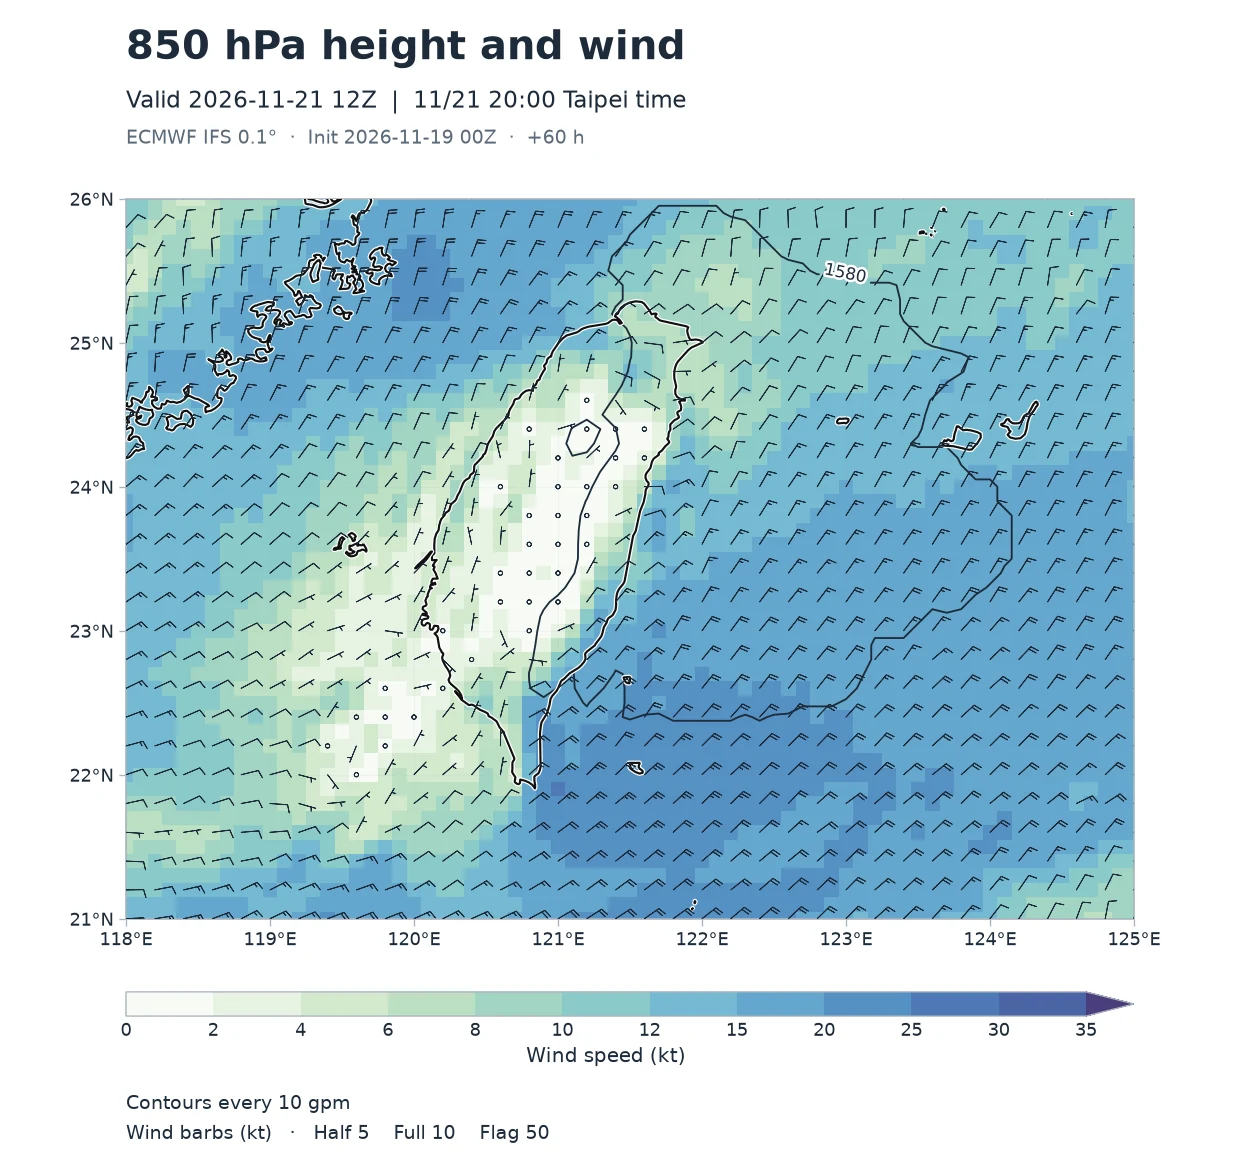 850 hPa height and wind
Valid 2026-11-21 12Z | 11/21 20:00 Taipei time
ECMWF IFS 0.1° · Init 2026-11-19 00Z · +60 h
26°N
25°N
24°N
23°N
22°N
21°N
1580
118°E 119°E 120°E 121°E 122°E 123°E 124°E 125°E
0 2 4 6 8 10 12 15 20 25 30 35
Wind speed (kt)
Contours every 10 gpm
Wind barbs (kt) · Half 5 Full 10 Flag 50